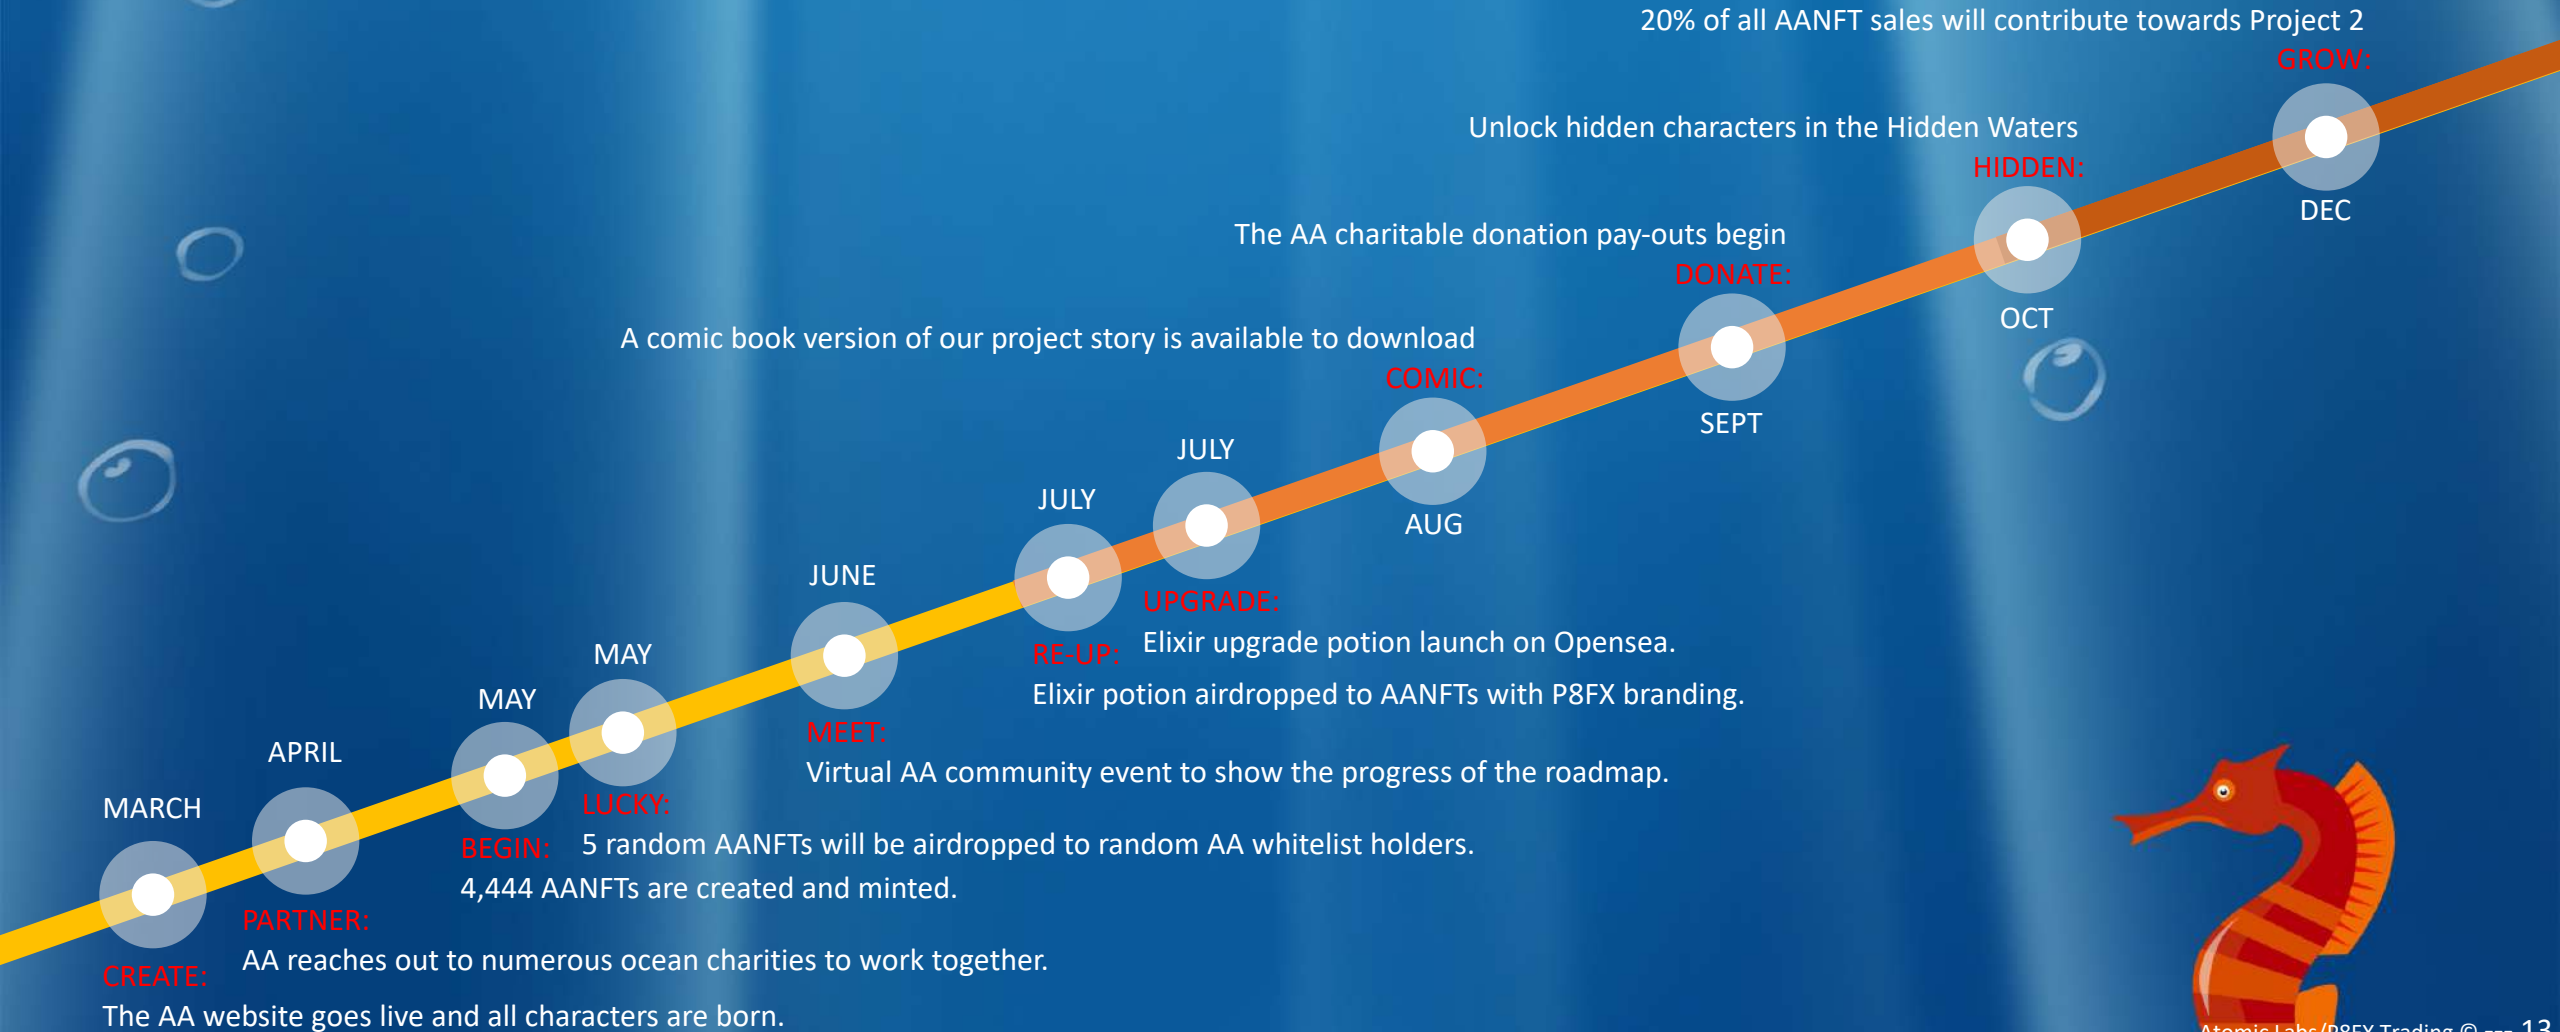 20% of all AANFT sales will contribute towards Project 2
GROW:
DEC
Unlock hidden characters in the Hidden Waters
HIDDEN:
OCT
The AA charitable donation pay-outs begin
DONATE:
SEPT
A comic book version of our project story is available to download
COMIC:
AUG
JULY
UPGRADE:
Elixir upgrade potion launch on Opensea.
JULY
RE-UP:
Elixir potion airdropped to AANFTs with P8FX branding.
JUNE
MEET:
Virtual AA community event to show the progress of the roadmap.
MAY
LUCKY:
5 random AANFTs will be airdropped to random AA whitelist holders.
MAY
BEGIN:
4,444 AANFTs are created and minted.
APRIL
PARTNER:
AA reaches out to numerous ocean charities to work together.
MARCH
CREATE:
The AA website goes live and all characters are born.
Atomic Labs/P8FX Trading © 13